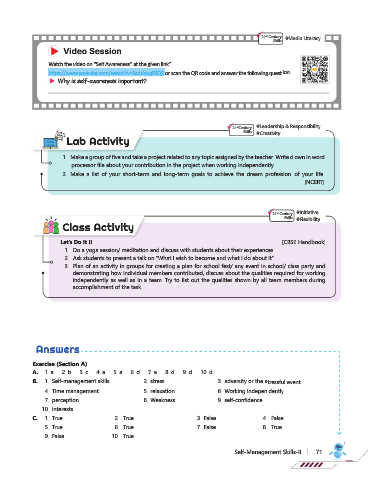 21st Century Skills #Media Literacy
Video Session
Watch the video on "Self Awareness" at the given link"
or scan the QR code and answer the following question
Why is self-awareness important?
21st Century Skills #Leadership & Responsibility
#Creativity
Lab Activity
1 Make a group of five and take a project related to any topic assigned by the teacher. Write down in word
processor file about your contribution in the project when working independently.
2 Make a list of your short-term and long-term goals to achieve the dream profession of your life.
[NCERT]
21st Century Skills #Initiative
#Flexibility
Class Activity
Let's Do It !! [CBSE Handbook]
1 Do a yoga session/ meditation and discuss with students about their experiences
2 Ask students to present a talk on "What I wish to become and what I do about it"
3 Plan of an activity in groups for creating a plan for school fest/ any event in school/ class party and
demonstrating how individual members contributed, discuss about the qualities required for working
independently as well as in a team. Try to list out the qualities shown by all team members during
accomplishment of the task.
Answers
Exercise (Section A)
A. 1 a 2 b 3 c 4 a 5 a 6 d 7 a 8 d 9 d 10 d
B. 1 Self-management skills 2 stress 3 adversity or the stressful event
4 Time management 5 relaxation 6 Working independently
7 perception 8 Weakness 9 self-confidence
10 Interests
C. 1 True 2 True 3 False 4 False
5 True 6 True 7 False 8 True
9 False 10 True
Self-Management Skills-II 71